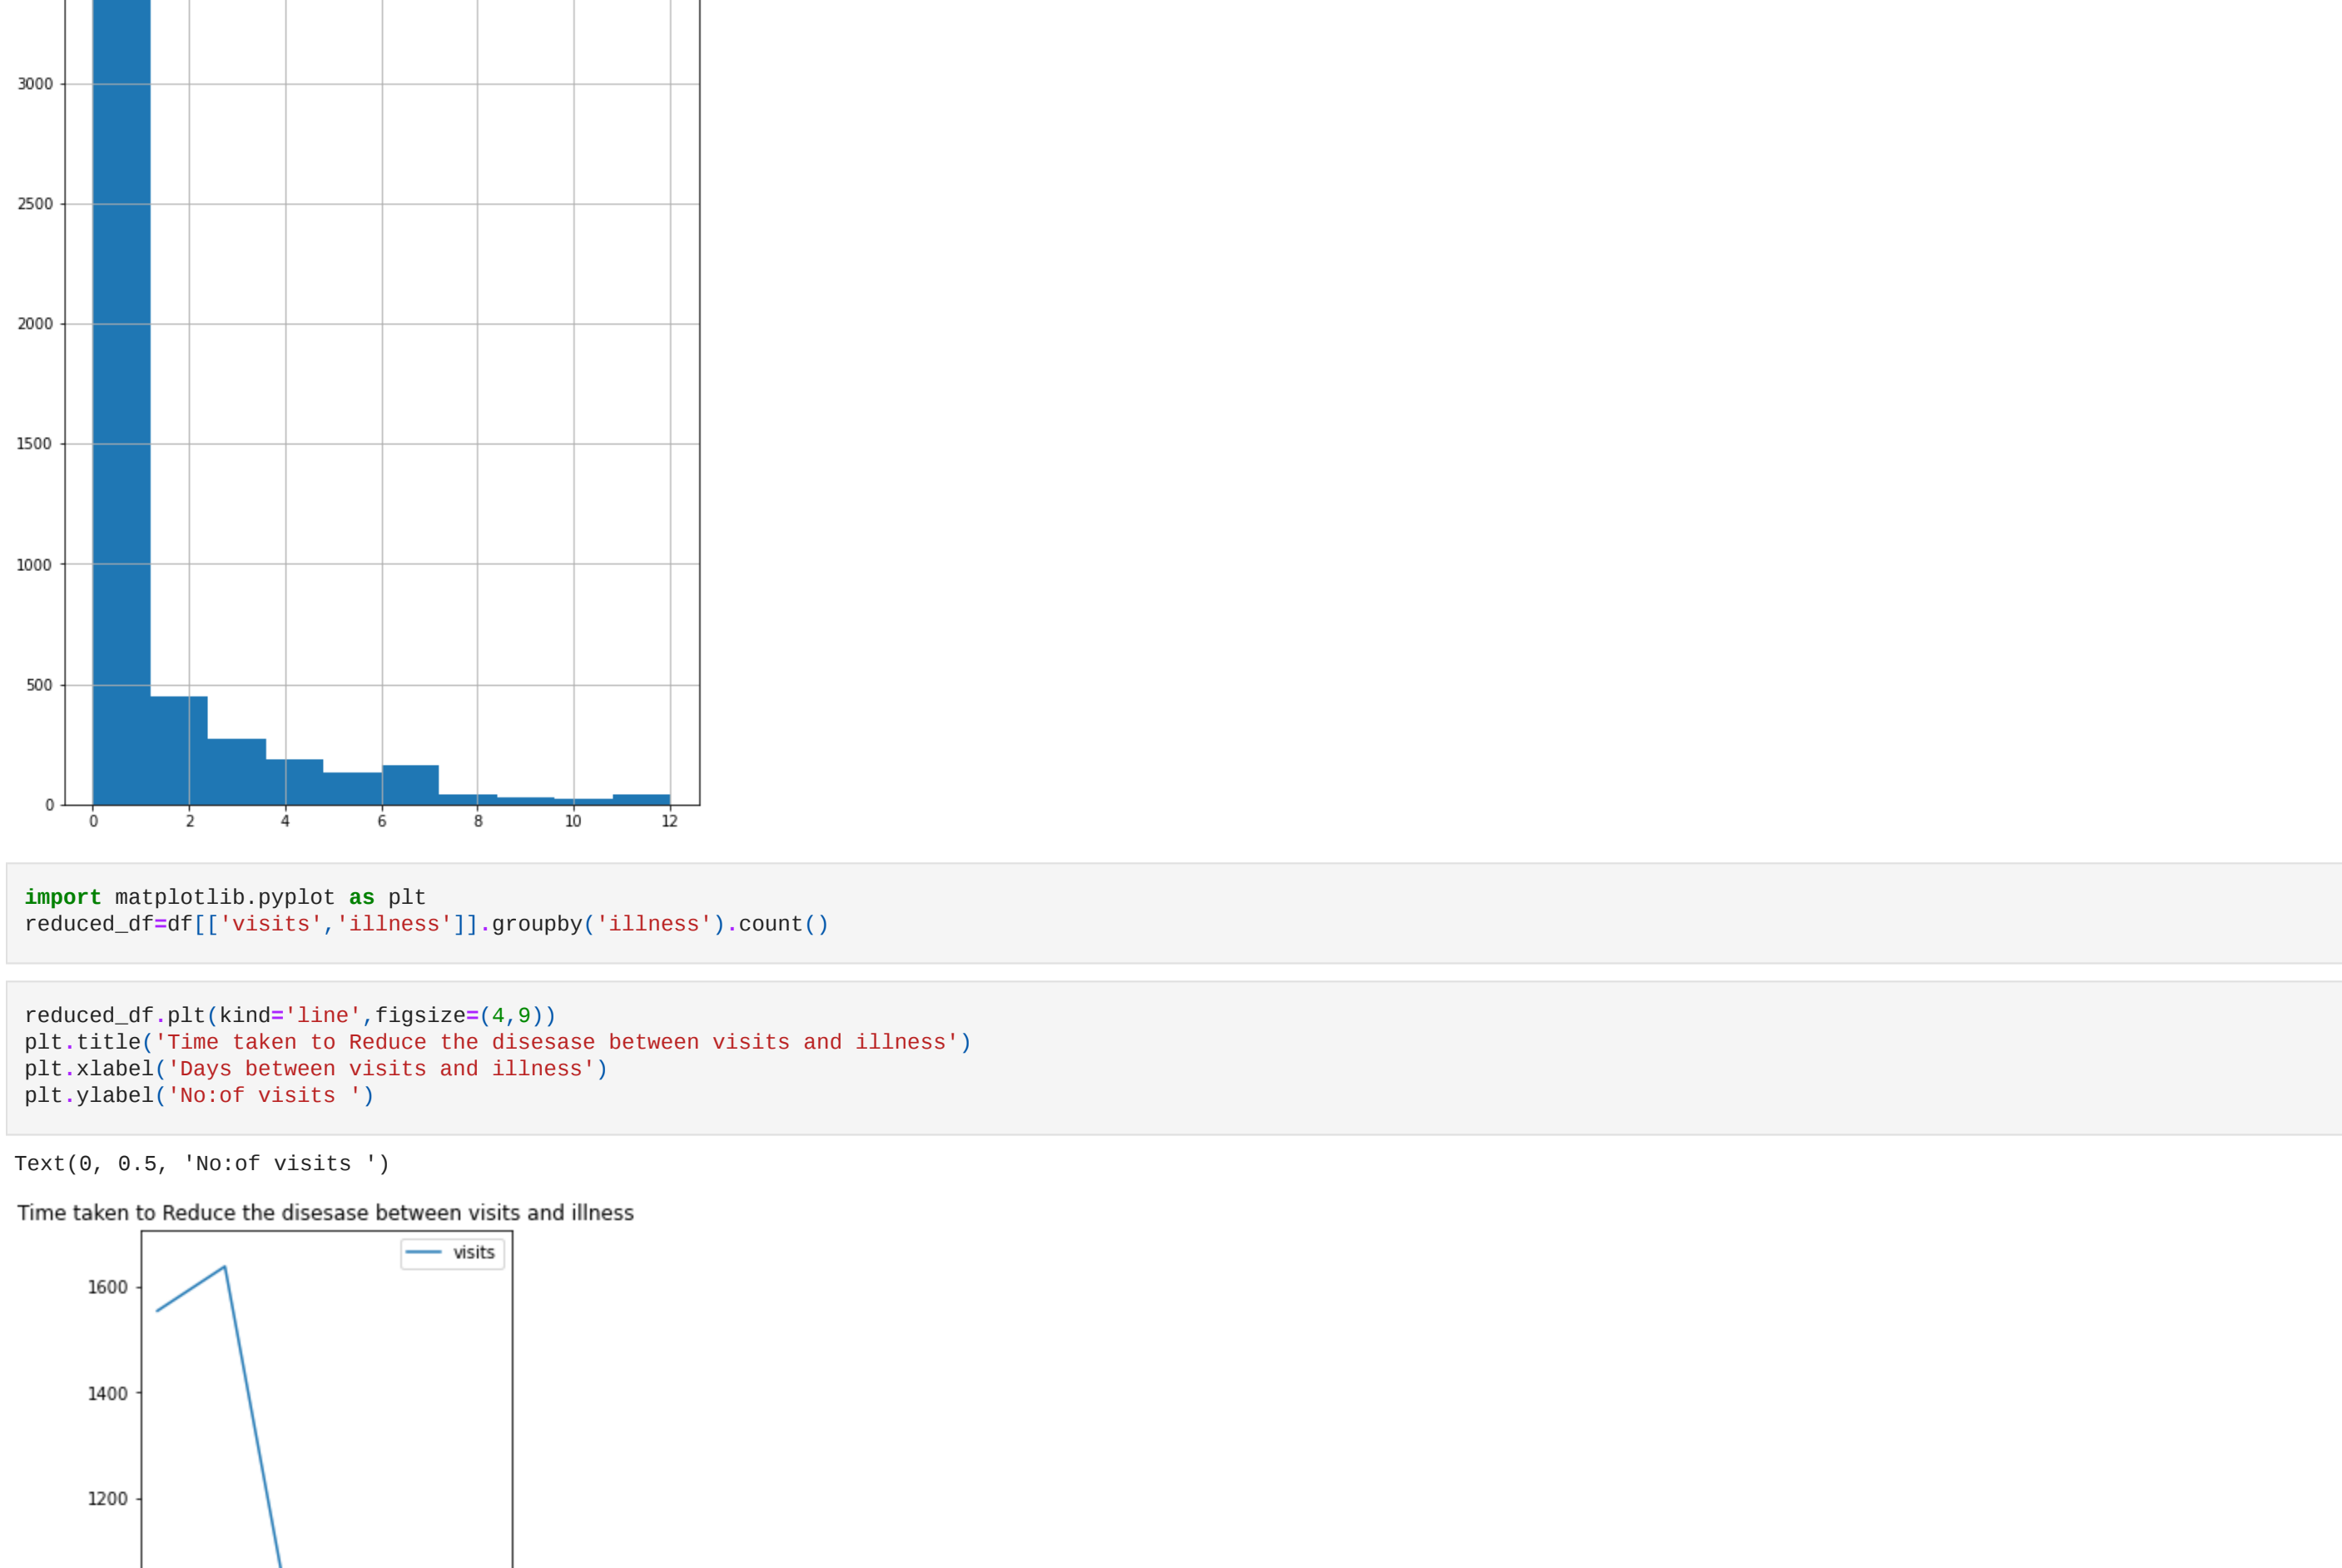 3000
2500
2000
1500
1000
500
0
0 2 4 6 8 10 12
import matplotlib.pyplot as plt
reduced_df=df[['visits','illness']].groupby('illness').count()
reduced_df.plt(kind='line',figsize=(4,9))
plt.title('Time taken to Reduce the disesase between visits and illness')
plt.xlabel('Days between visits and illness')
plt.ylabel('No:of visits ')
Text(0, 0.5, 'No:of visits ')
Time taken to Reduce the disesase between visits and illness
visits
1600
1400
1200